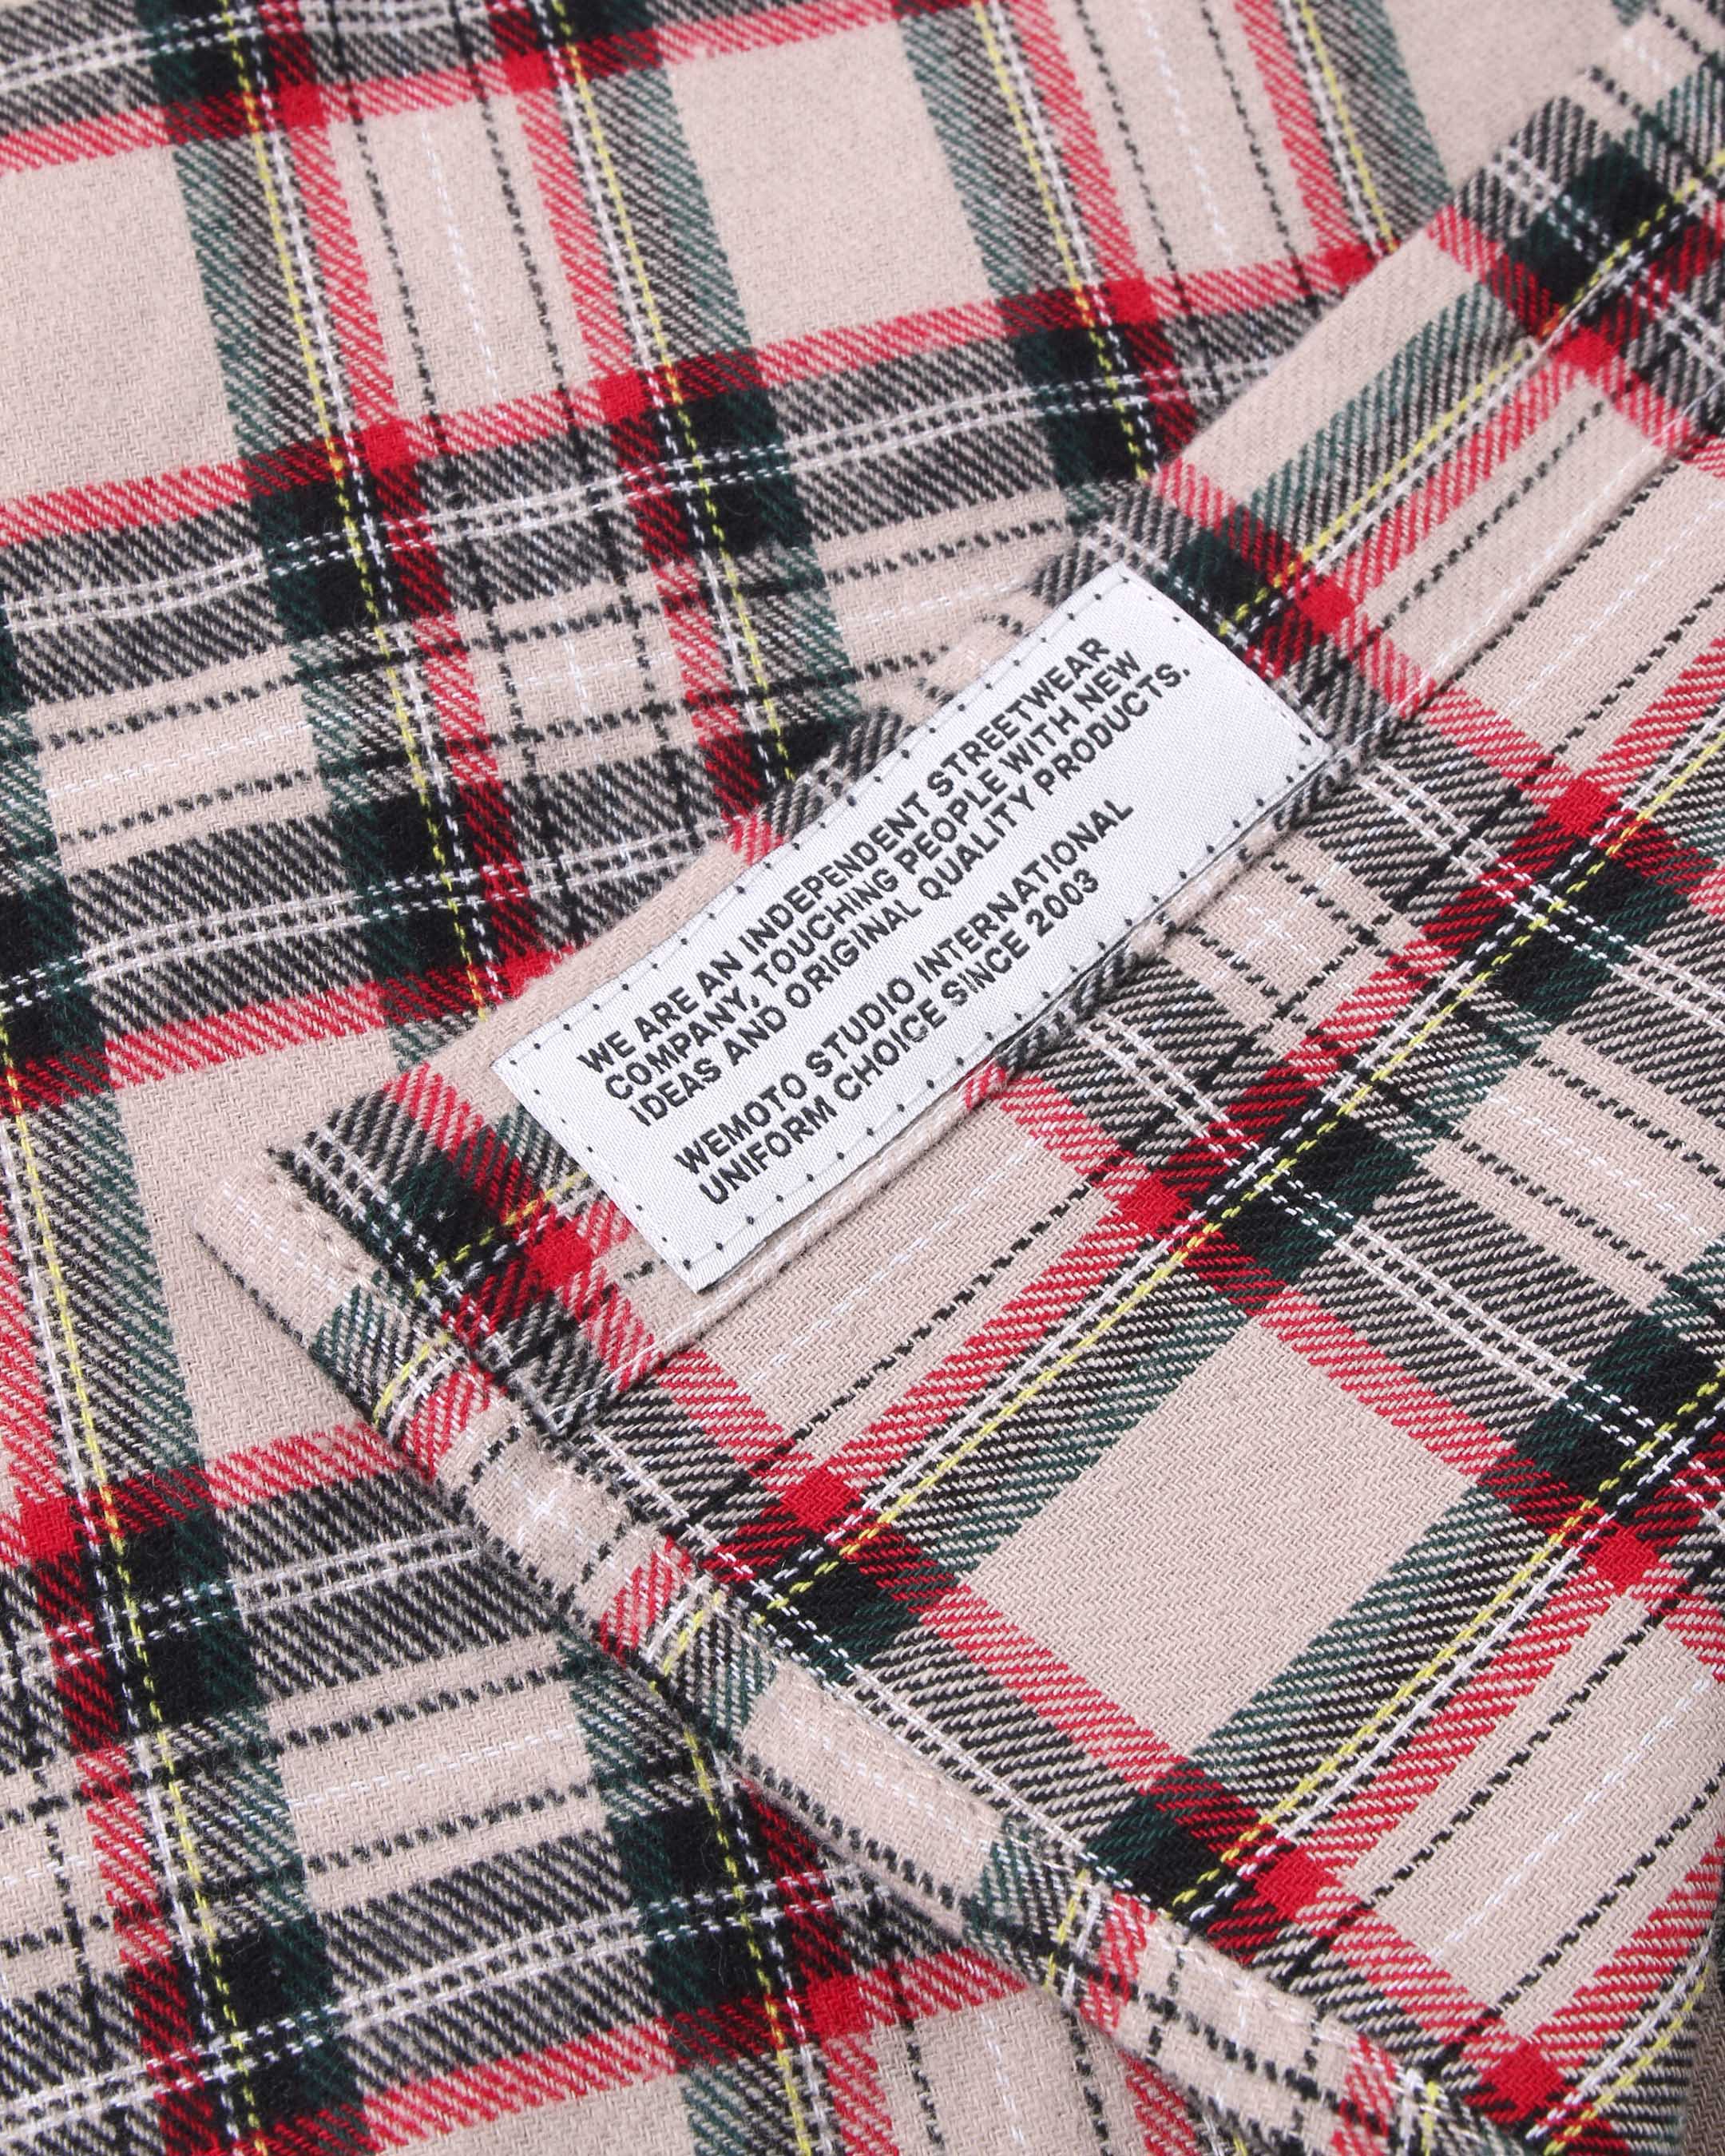 WE ARE AN INDEPENDENT STREETWEAR
COMPANY, TOUCHING PEOPLE WITH NEW
IDEAS AND ORIGINAL QUALITY PRODUCTS.
WEMOTO STUDIO INTERNATIONAL
UNIFORM CHOICE SINCE 2003